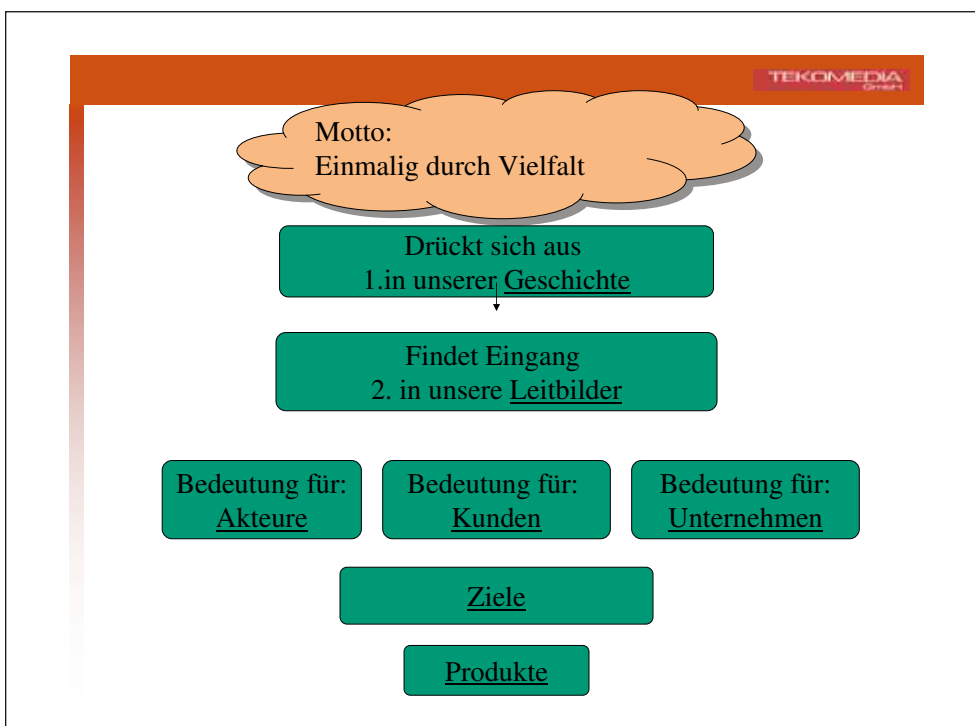 TEKOMEDIA
GmbH
Motto:
Einmalig durch Vielfalt
Drückt sich aus
1.in unserer Geschichte
Findet Eingang
2. in unsere Leitbilder
Bedeutung für:
Akteure
Bedeutung für:
Kunden
Bedeutung für:
Unternehmen
Ziele
Produkte